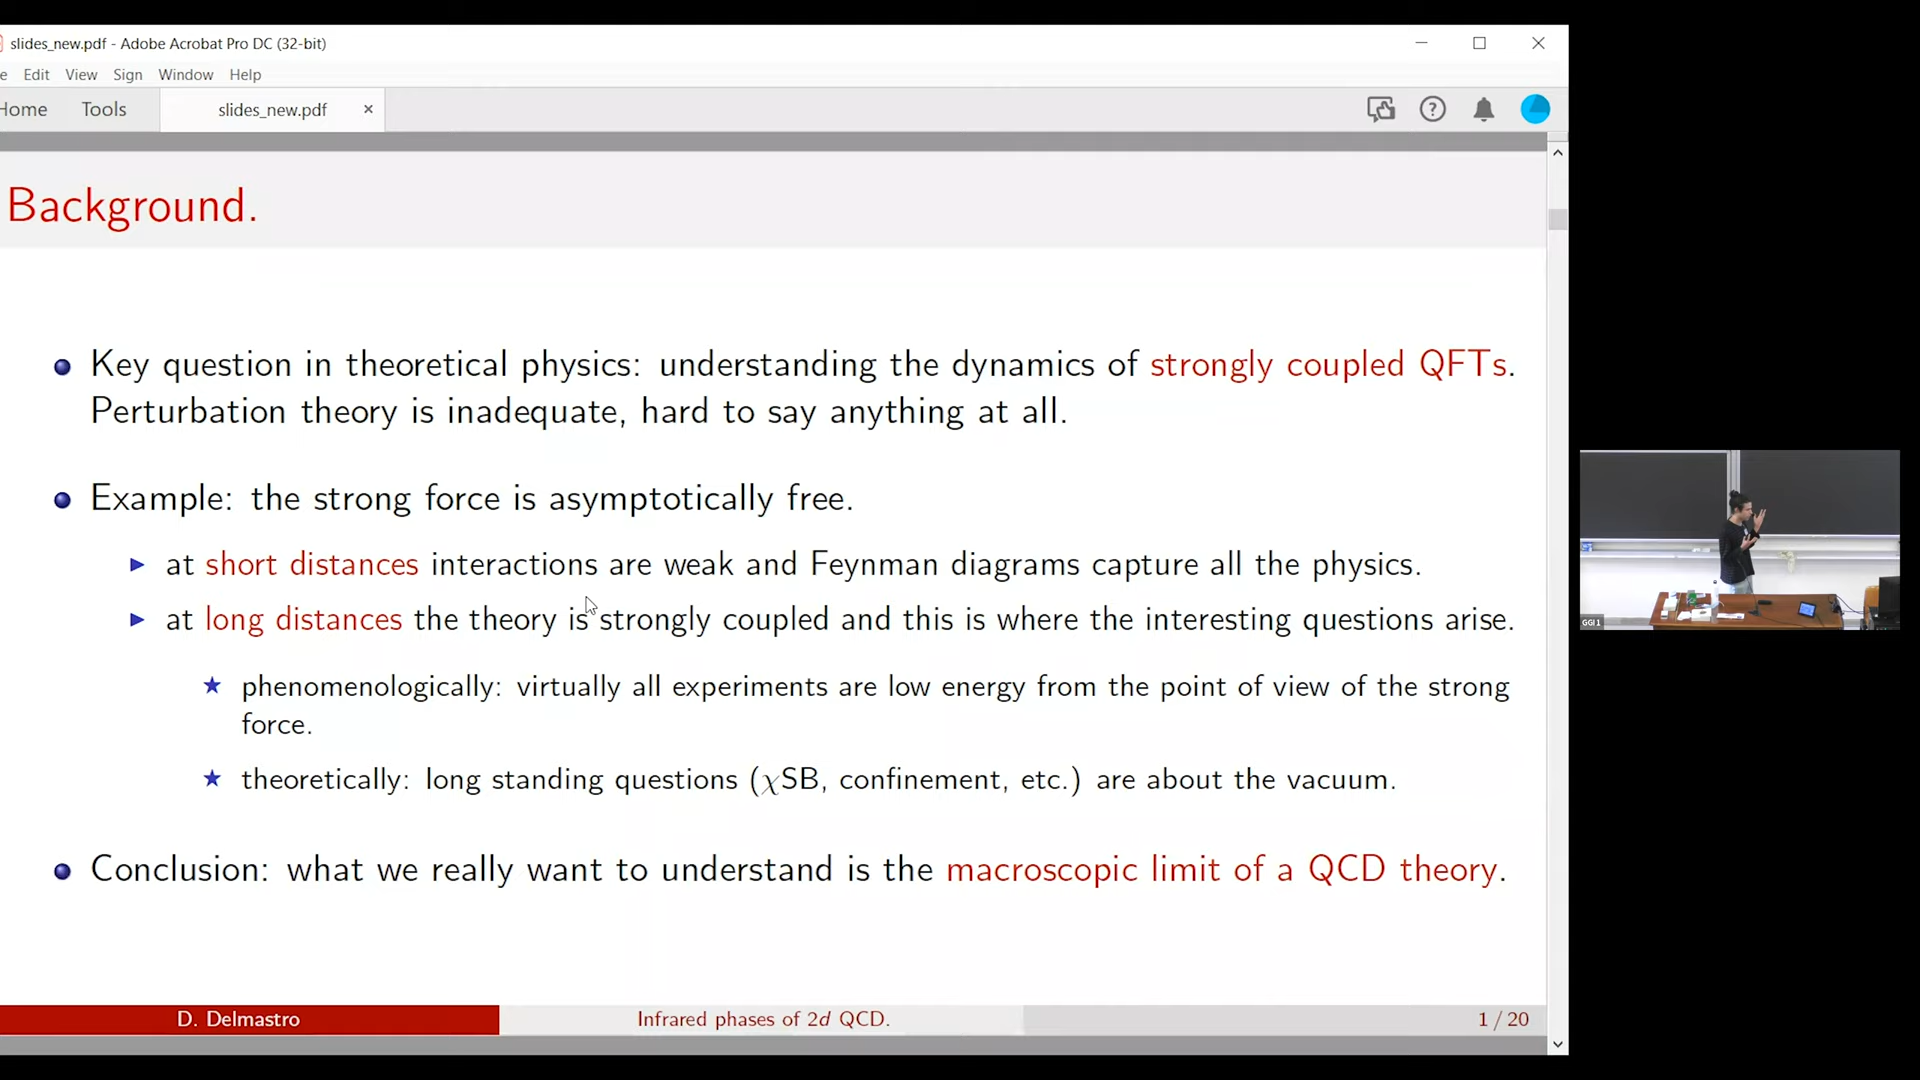 slides_new.pdf - Adobe Acrobat Pro DC (32-bit)
e Edit View Sign Window Help
Home Tools slides_new.pdf ×
Background.
Key question in theoretical physics: understanding the dynamics of strongly coupled QFTs.
Perturbation theory is inadequate, hard to say anything at all.
Example: the strong force is asymptotically free.
at short distances interactions are weak and Feynman diagrams capture all the physics.
at long distances the theory is strongly coupled and this is where the interesting questions arise.
phenomenologically: virtually all experiments are low energy from the point of view of the strong
force.
theoretically: long standing questions (χSB, confinement, etc.) are about the vacuum.
Conclusion: what we really want to understand is the macroscopic limit of a QCD theory.
D. Delmastro Infrared phases of 2d QCD. 1 / 20
GGI 1